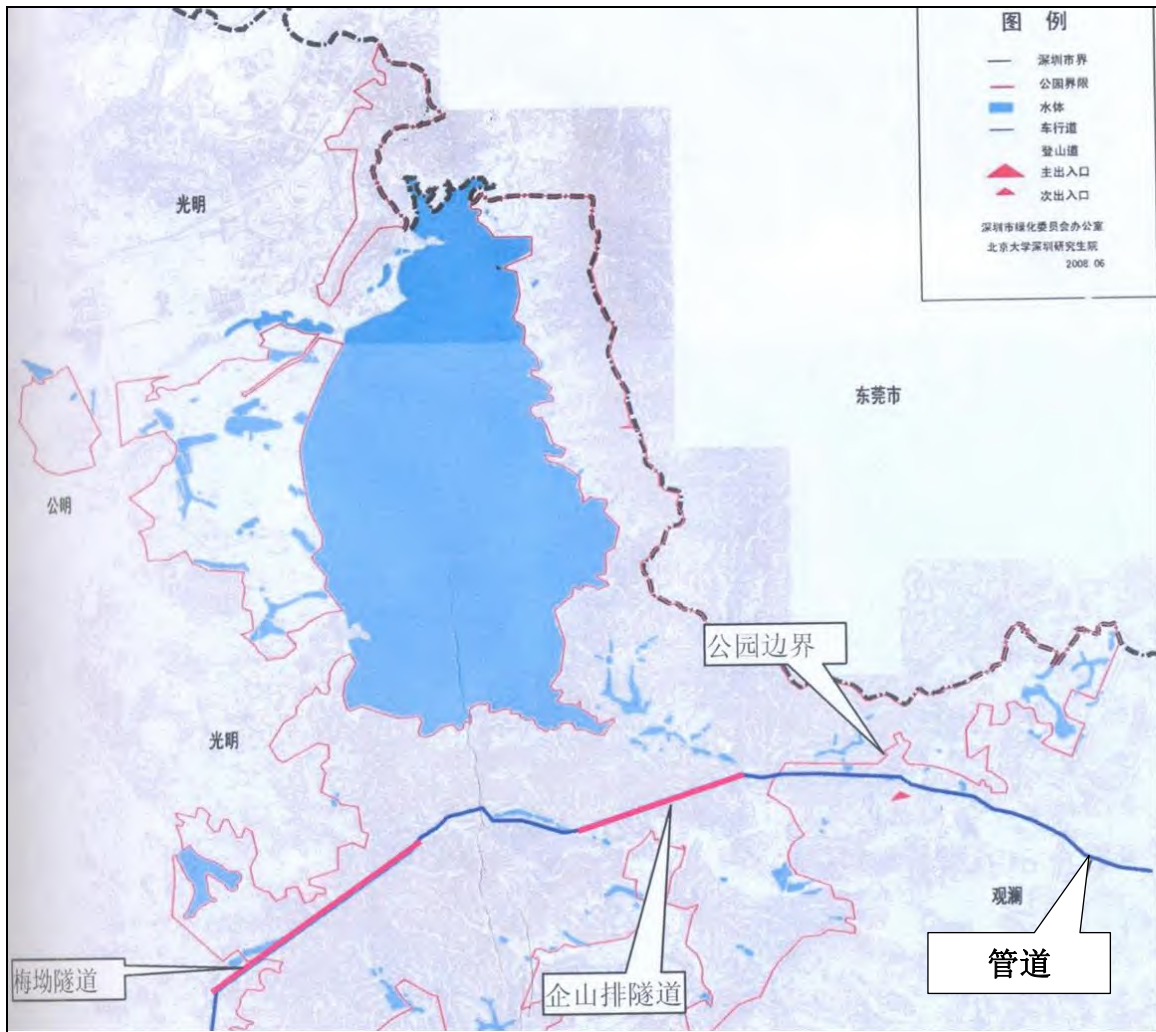 图 例
深圳市界
公园界限
水体
车行道
登山道
主出入口
次出入口
深圳市绿化委员会办公室
北京大学深圳研究生院
2008.06
光明
东莞市
公明
公园边界
光明
观澜
管道
梅坳隧道
企山排隧道